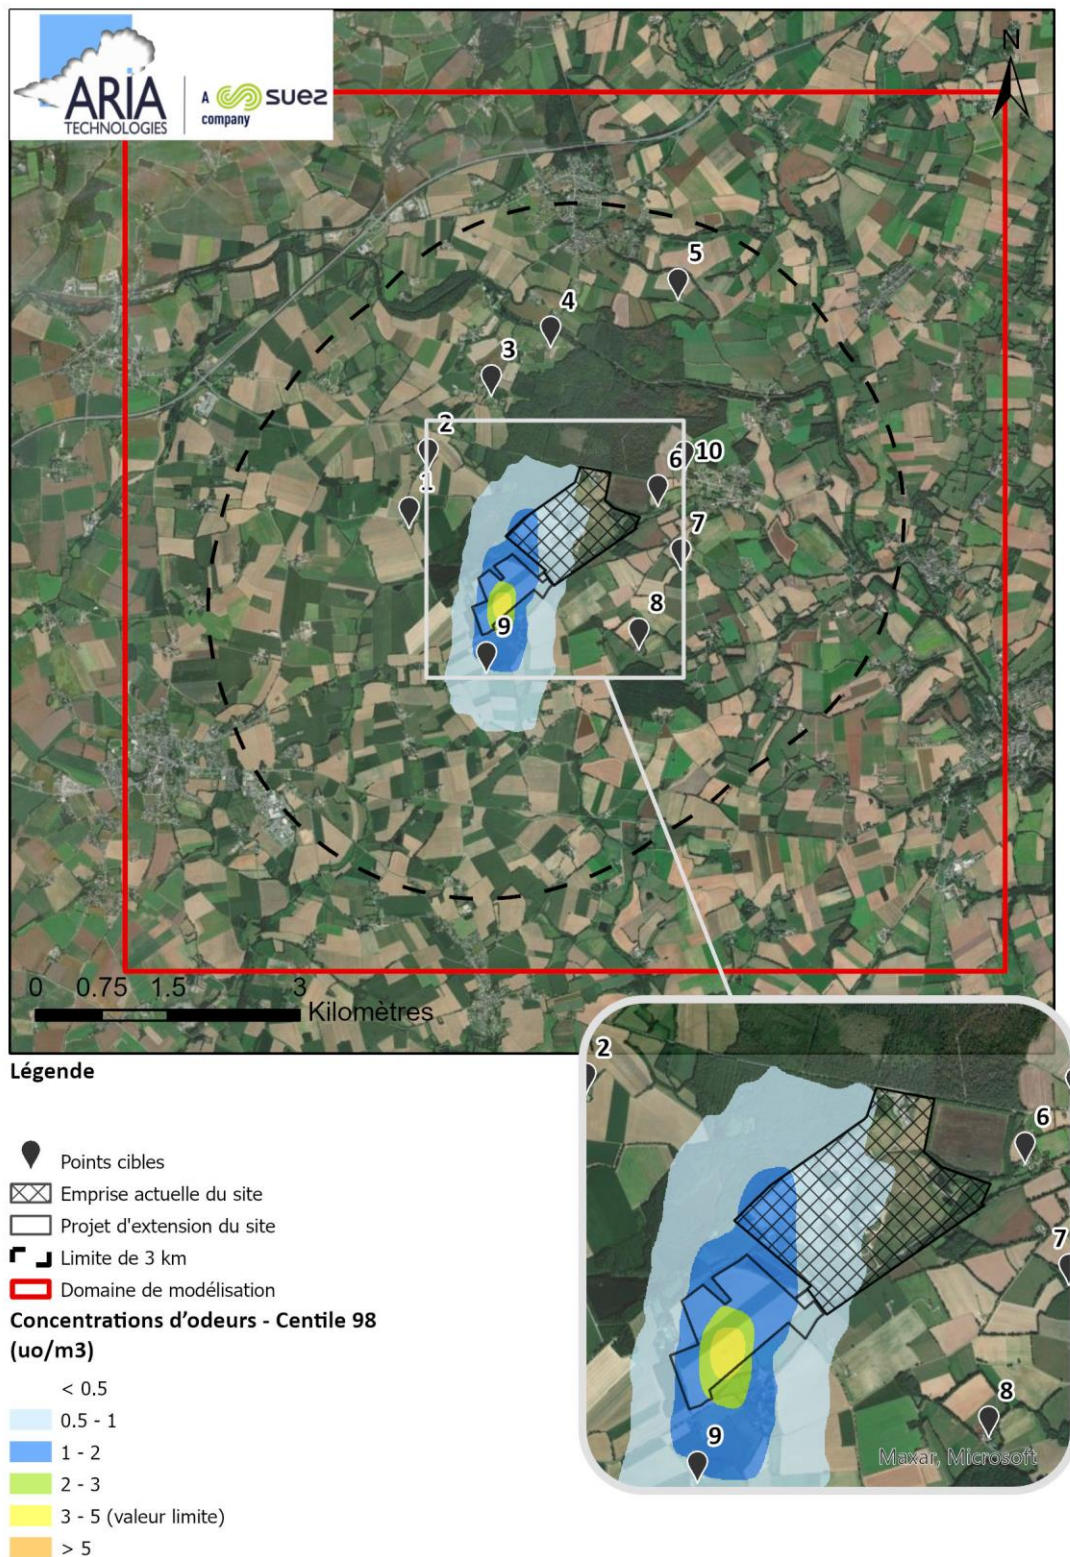 N
ARIA
TECHNOLOGIES
A
company
suez
5
4
3
2
10
6
1
7
8
9
0 0.75 1.5 3
Kilomètres
Légende
Points cibles
Emprise actuelle du site
Projet d'extension du site
Limite de 3 km
Domaine de modélisation
Concentrations d’odeurs - Centile 98
(uo/m3)
< 0.5
0.5 - 1
1 - 2
2 - 3
3 - 5 (valeur limite)
> 5
2
6
7
8
9
Maxar, Microsoft